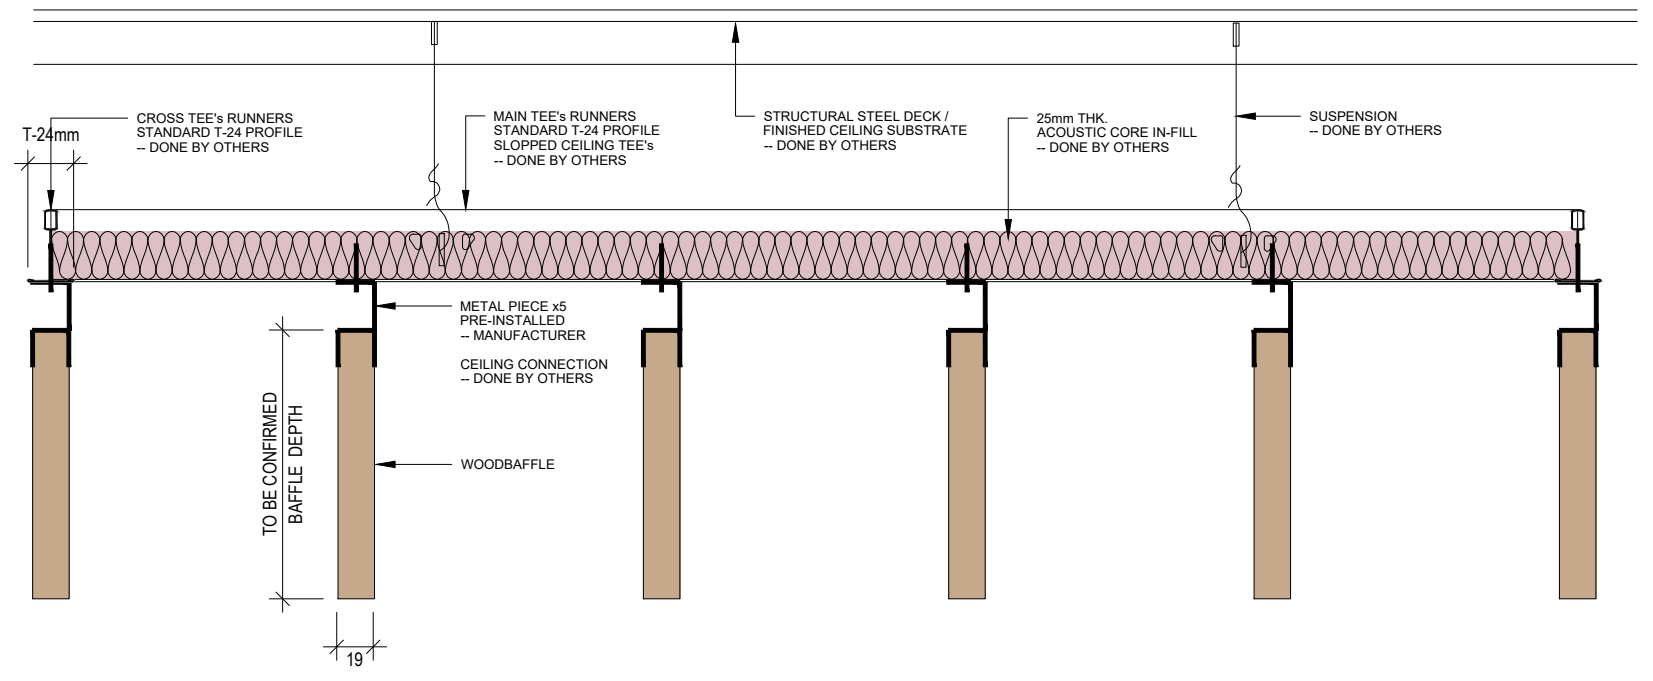 T-24mm
CROSS TEE's RUNNERS
STANDARD T-24 PROFILE
-- DONE BY OTHERS
MAIN TEE's RUNNERS
STANDARD T-24 PROFILE
SLOPPED CEILING TEE's
-- DONE BY OTHERS
STRUCTURAL STEEL DECK /
FINISHED CEILING SUBSTRATE
-- DONE BY OTHERS
25mm THK.
ACOUSTIC CORE IN-FILL
-- DONE BY OTHERS
SUSPENSION
-- DONE BY OTHERS
METAL PIECE x5
PRE-INSTALLED
-- MANUFACTURER
CEILING CONNECTION
-- DONE BY OTHERS
TO BE CONFIRMED
BAFFLE DEPTH
WOODBAFFLE
19